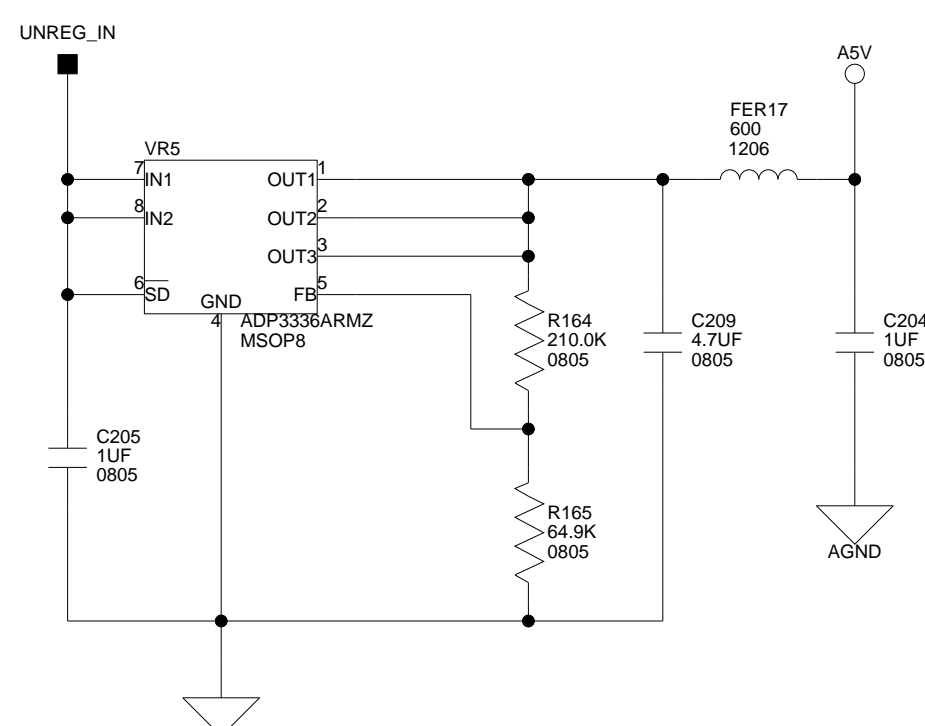 UNREG_IN
A5V
FER17
600
1206
VR5
7
IN1
OUT1
1
8
IN2
OUT2
2
OUT3
3
6
SD
FB
5
GND
4
ADP3336ARMZ
MSOP8
R164
210.0K
0805
C209
4.7UF
0805
C204
1UF
0805
C205
1UF
0805
R165
64.9K
0805
AGND